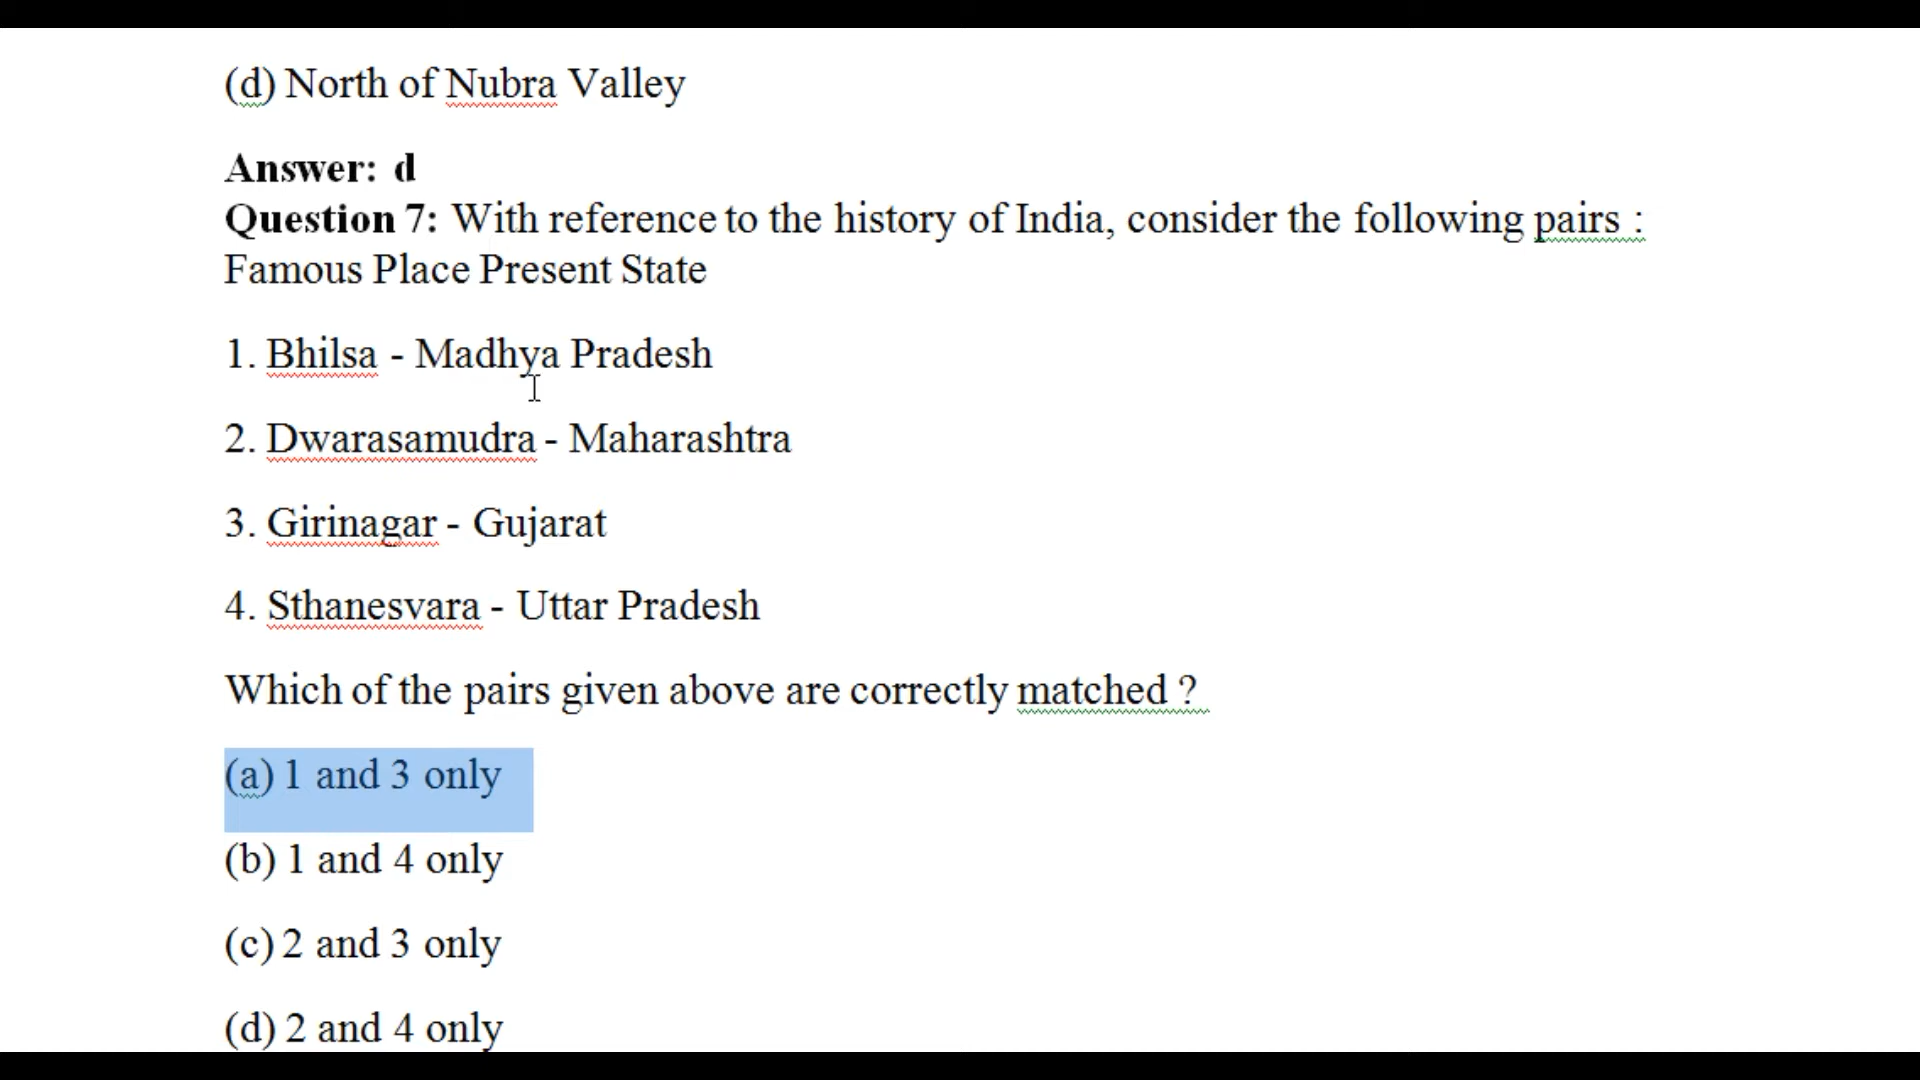 (d) North of Nubra Valley
Answer: d
Question 7: With reference to the history of India, consider the following pairs :
Famous Place Present State
1. Bhilsa - Madhya Pradesh
2. Dwarasamudra - Maharashtra
3. Girinagar - Gujarat
4. Sthanesvara - Uttar Pradesh
Which of the pairs given above are correctly matched ?
(a) 1 and 3 only
(b) 1 and 4 only
(c) 2 and 3 only
(d) 2 and 4 only